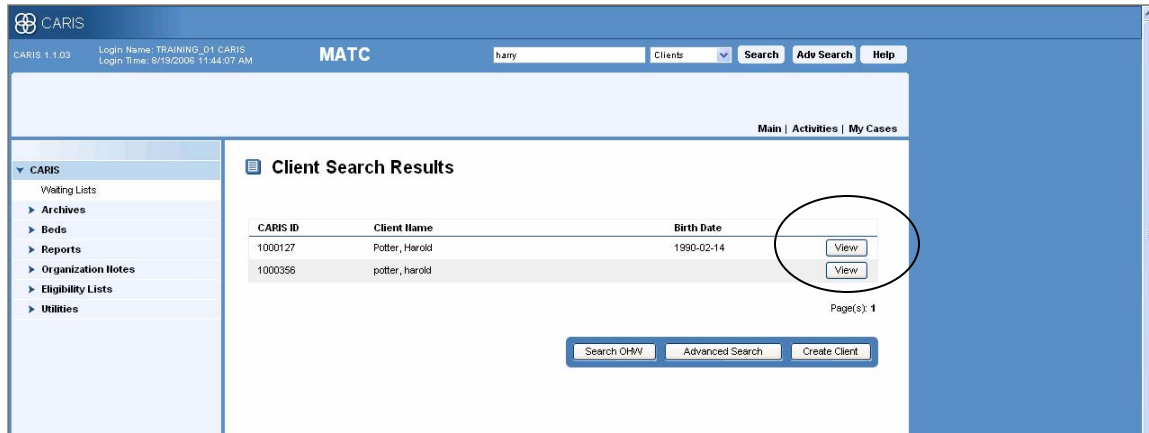 CARIS
CARIS 1.1.03
Login Name: TRAINING_01 CARIS
Login Time: 8/19/2006 11:44:07 AM
MATC
harry
Clients
Search
Adv Search
Help
Main | Activities | My Cases
CARIS
Waiting Lists
Archives
Beds
Reports
Organization Notes
Eligibility Lists
Utilities
Client Search Results
CARIS ID Client Name Birth Date
1000127 Potter, Harold 1990-02-14 View
1000356 potter, harold View
Page(s): 1
Search OHW Advanced Search Create Client